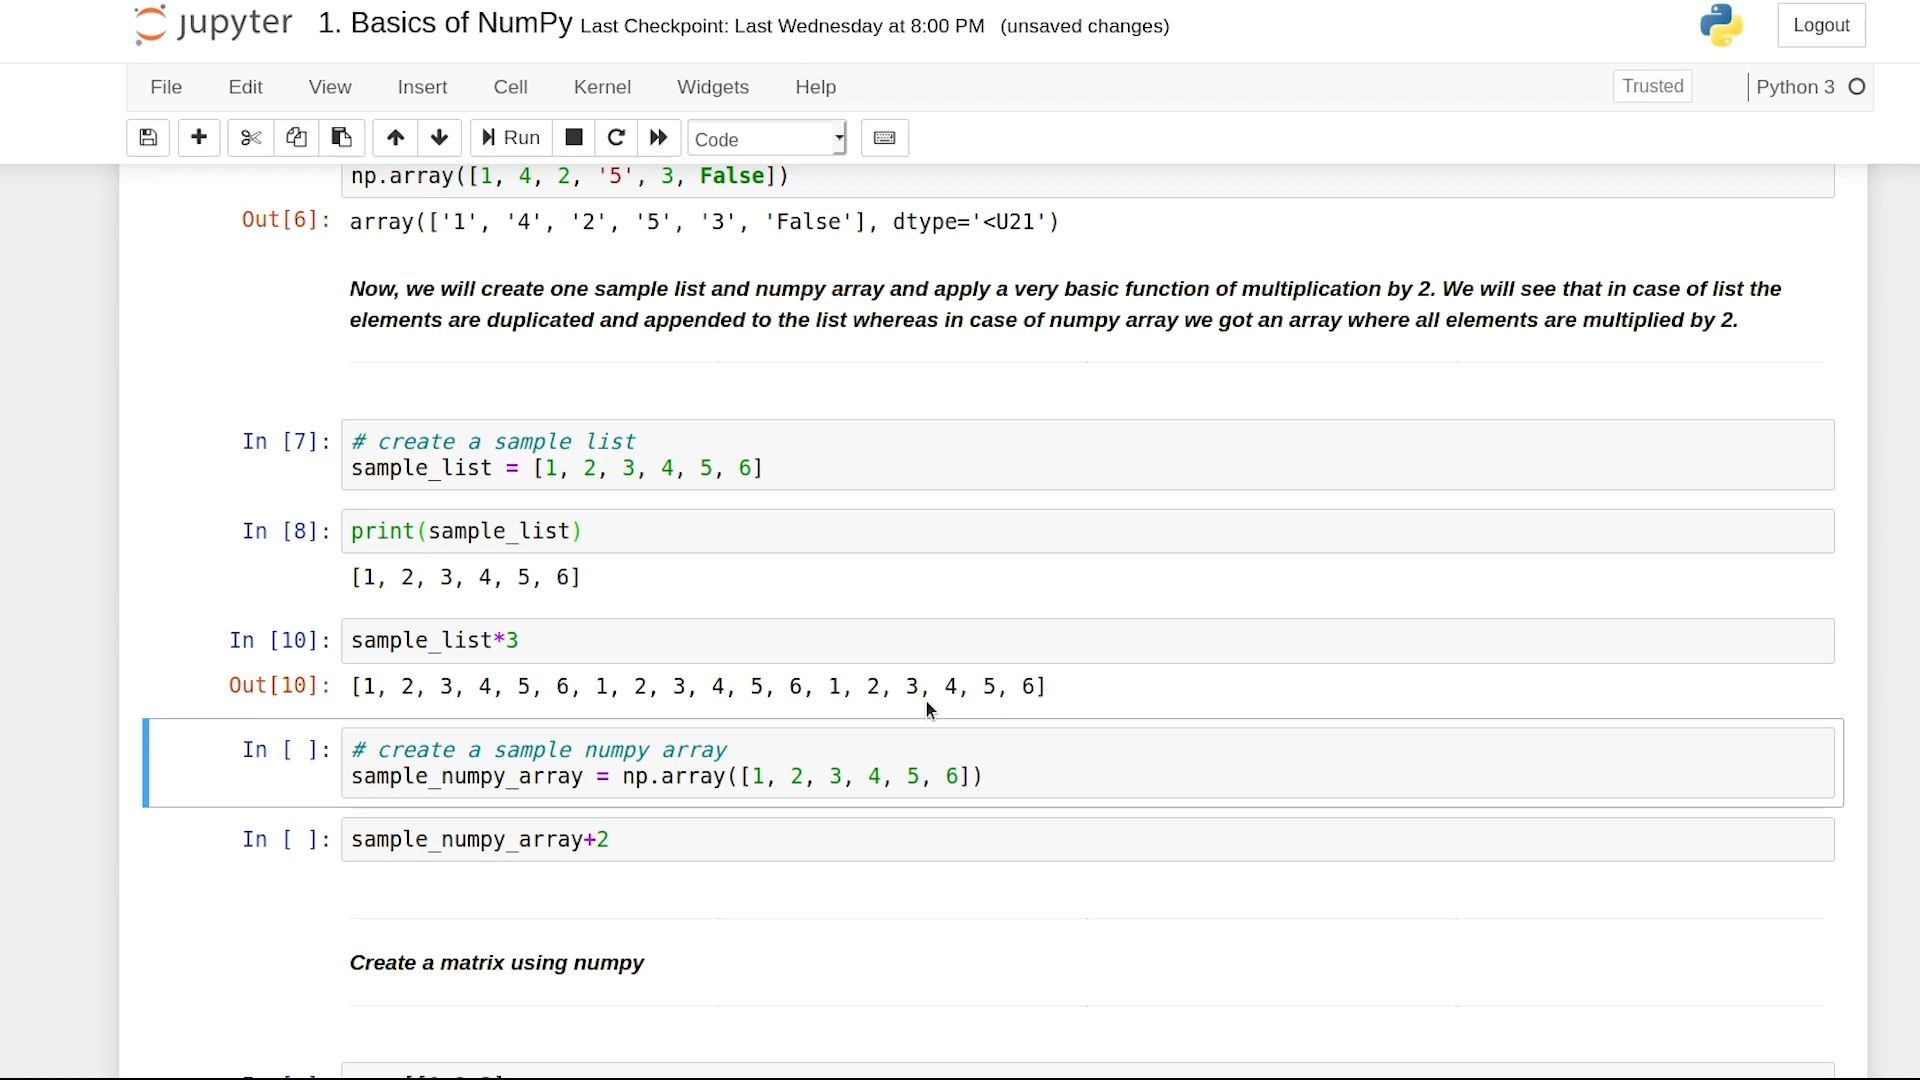 jupyter 1. Basics of NumPy Last Checkpoint: Last Wednesday at 8:00 PM (unsaved changes) Logout
File Edit View Insert Cell Kernel Widgets Help Trusted Python 3
Run Code
np.array([1, 4, 2, '5', 3, False])
Out[6]: array(['1', '4', '2', '5', '3', 'False'], dtype='<U21')
Now, we will create one sample list and numpy array and apply a very basic function of multiplication by 2. We will see that in case of list the
elements are duplicated and appended to the list whereas in case of numpy array we got an array where all elements are multiplied by 2.
In [7]: # create a sample list
sample_list = [1, 2, 3, 4, 5, 6]
In [8]: print(sample_list)
[1, 2, 3, 4, 5, 6]
In [10]: sample_list*3
Out[10]: [1, 2, 3, 4, 5, 6, 1, 2, 3, 4, 5, 6, 1, 2, 3, 4, 5, 6]
In [ ]: # create a sample numpy array
sample_numpy_array = np.array([1, 2, 3, 4, 5, 6])
In [ ]: sample_numpy_array+2
Create a matrix using numpy